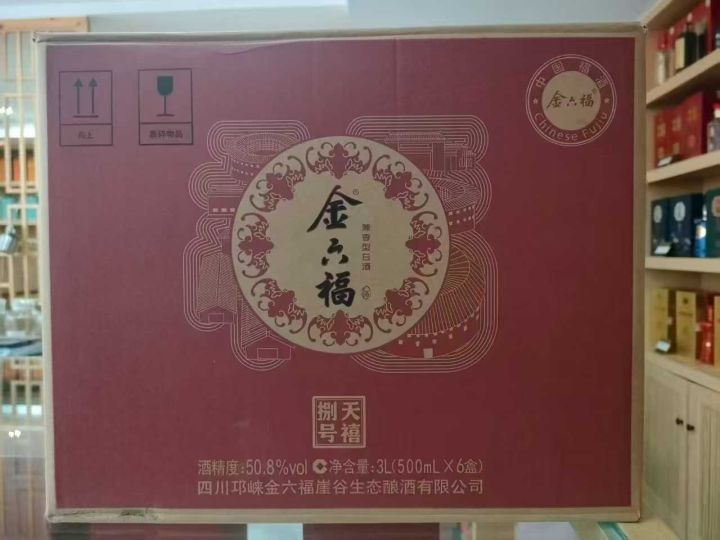 向上
易碎物品
中国福酒
金六福
Chinese Fujiu
金六福®
兼香型白酒
天禧
捌号
酒精度:50.8%vol 净含量:3L(500mL×6盒)
四川邛崃金六福崖谷生态酿酒有限公司